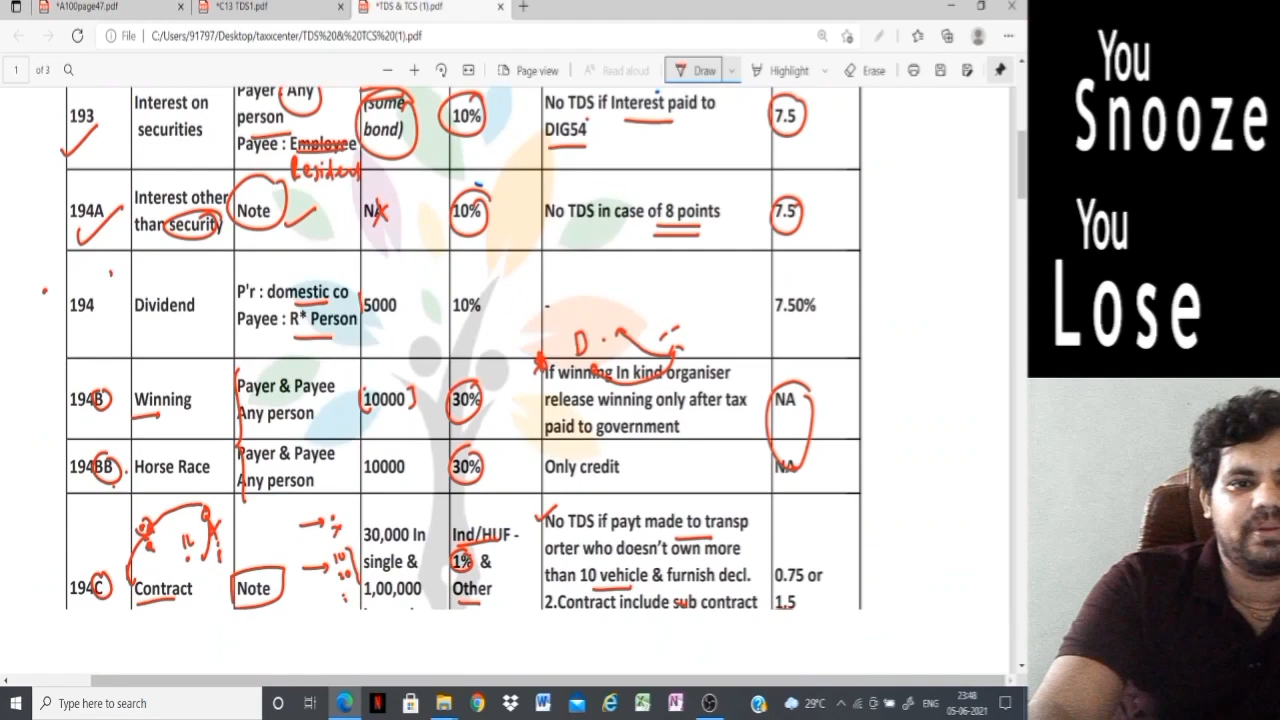 *A100page47.pdf
*C13 TDS1.pdf
*TDS & TCS (1).pdf
File C:/Users/91797/Desktop/taxxcenter/TDS%20&%20TCS%20(1).pdf
1 of 3 Page view Read aloud Draw Highlight Erase
193
Interest on
securities
Payer : Any
person
Payee : Employee
Resident
(some
bond)
10%
No TDS if Interest paid to
DIG54
7.5
194A
Interest other
than security
Note
NA
10%
No TDS in case of 8 points
7.5
194
Dividend
P'r : domestic co
Payee : R* Person
5000
10%
-
7.50%
D
194B
Winning
Payer & Payee
Any person
10000
30%
If winning In kind organiser
release winning only after tax
paid to government
NA
194BB
Horse Race
Payer & Payee
Any person
10000
30%
Only credit
NA
194C
Contract
Note
30,000 In
single &
1,00,000
Ind/HUF -
1% &
Other
No TDS if payt made to transp
orter who doesn't own more
than 10 vehicle & furnish decl.
2.Contract include sub contract
0.75 or
1.5
You
Snooze
You
Lose
Type here to search
29°C
ENG
23:48
05-06-2021